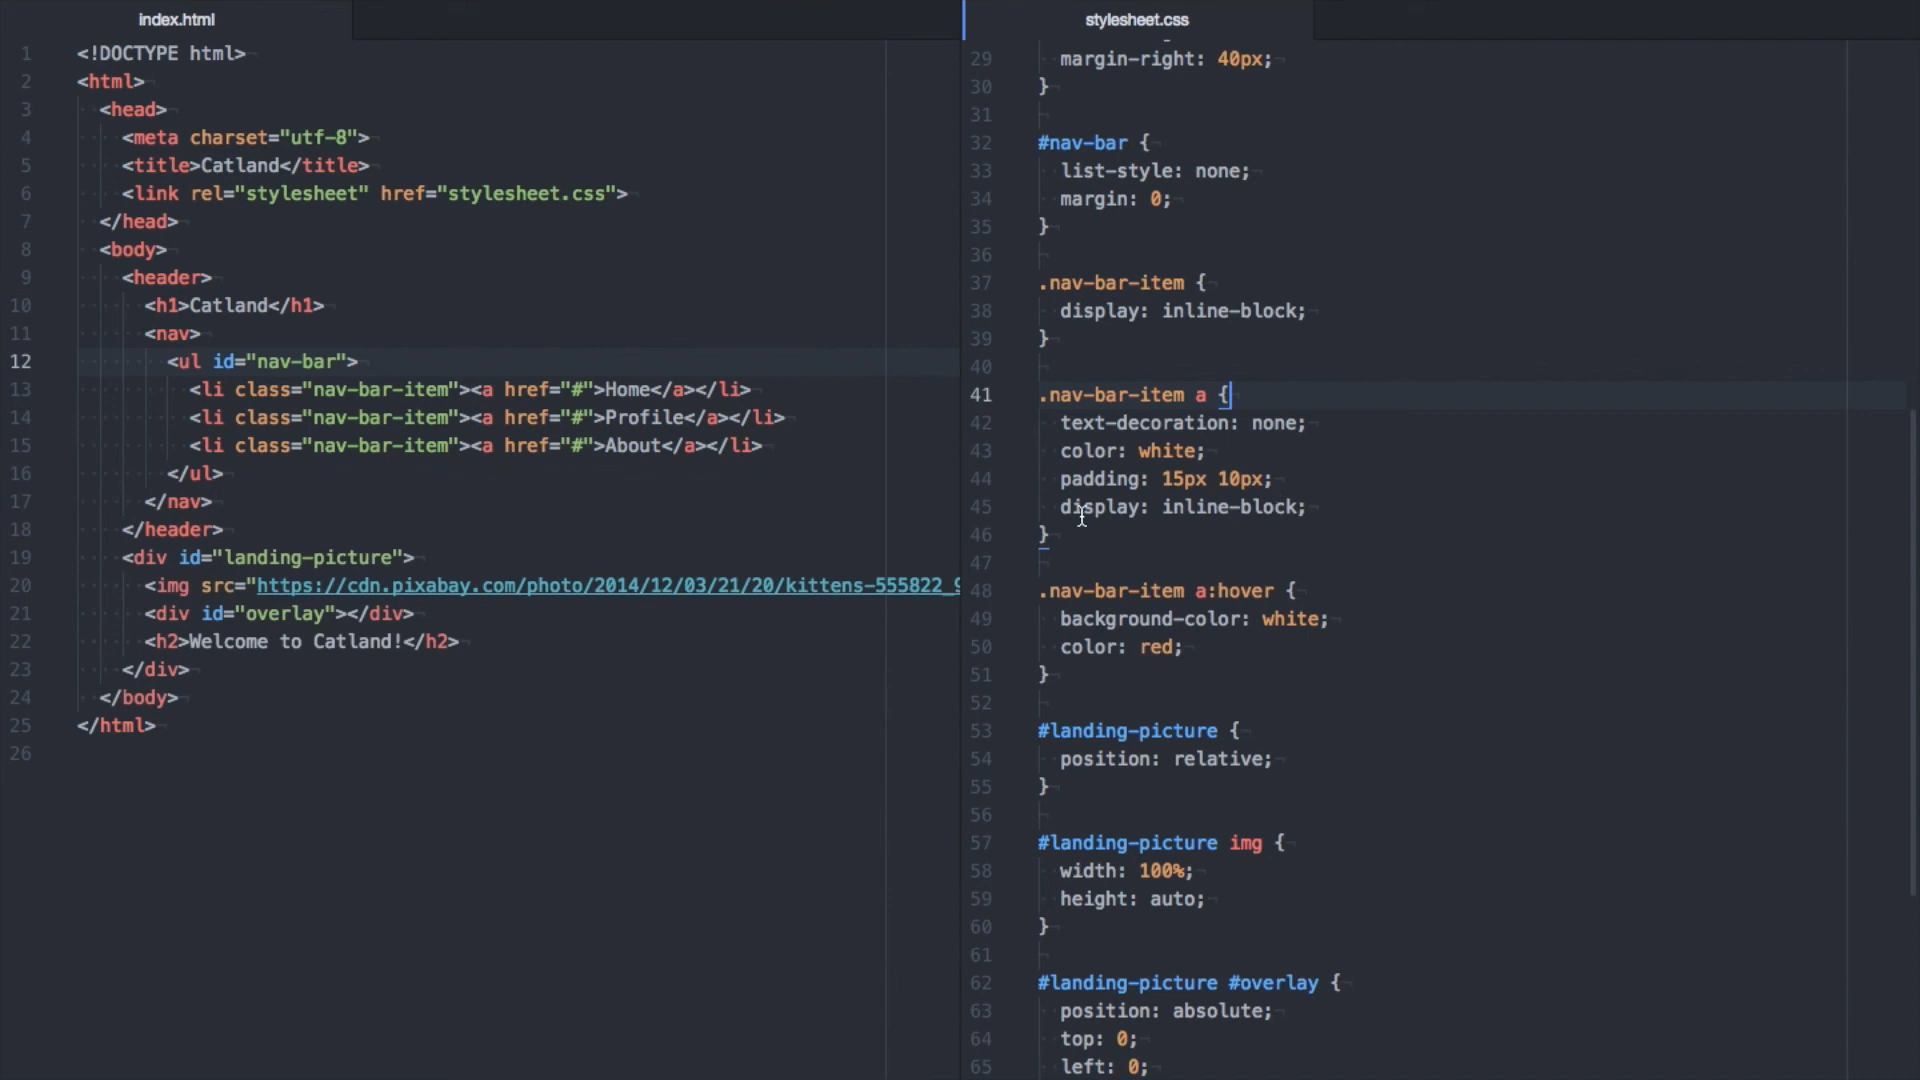 index.html
1 <!DOCTYPE html>
2 <html>
3 <head>
4 <meta charset="utf-8">
5 <title>Catland</title>
6 <link rel="stylesheet" href="stylesheet.css">
7 </head>
8 <body>
9 <header>
10 <h1>Catland</h1>
11 <nav>
12 <ul id="nav-bar">
13 <li class="nav-bar-item"><a href="#">Home</a></li>
14 <li class="nav-bar-item"><a href="#">Profile</a></li>
15 <li class="nav-bar-item"><a href="#">About</a></li>
16 </ul>
17 </nav>
18 </header>
19 <div id="landing-picture">
20 <img src="https://cdn.pixabay.com/photo/2014/12/03/21/20/kittens-555822_9
21 <div id="overlay"></div>
22 <h2>Welcome to Catland!</h2>
23 </div>
24 </body>
25 </html>
26
stylesheet.css
29 margin-right: 40px;
30 }
31
32 #nav-bar {
33 list-style: none;
34 margin: 0;
35 }
36
37 .nav-bar-item {
38 display: inline-block;
39 }
40
41 .nav-bar-item a {
42 text-decoration: none;
43 color: white;
44 padding: 15px 10px;
45 display: inline-block;
46 }
47
48 .nav-bar-item a:hover {
49 background-color: white;
50 color: red;
51 }
52
53 #landing-picture {
54 position: relative;
55 }
56
57 #landing-picture img {
58 width: 100%;
59 height: auto;
60 }
61
62 #landing-picture #overlay {
63 position: absolute;
64 top: 0;
65 left: 0;